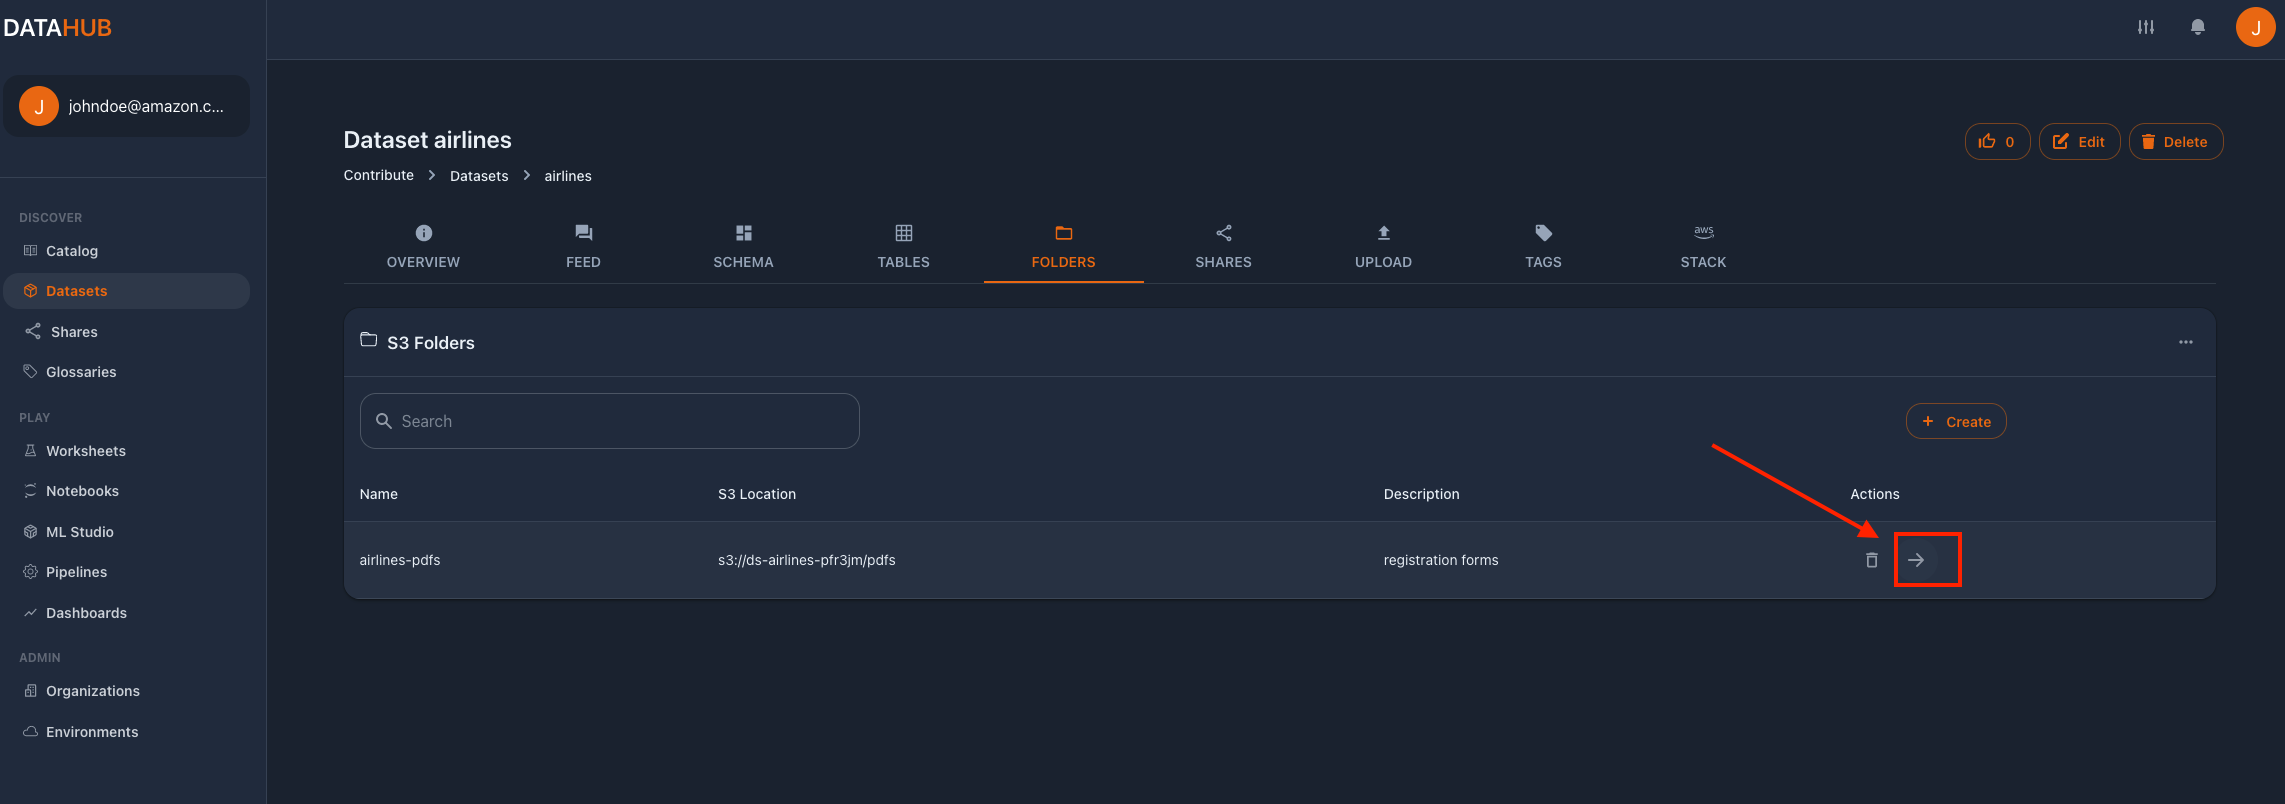 DATAHUB
J
J johndoe@amazon.c...
DISCOVER
Catalog
Datasets
Shares
Glossaries
PLAY
Worksheets
Notebooks
ML Studio
Pipelines
Dashboards
ADMIN
Organizations
Environments
Dataset airlines
Contribute > Datasets > airlines
0 Edit Delete
OVERVIEW FEED SCHEMA TABLES FOLDERS SHARES UPLOAD TAGS aws STACK
S3 Folders
Search
+ Create
Name S3 Location Description Actions
airlines-pdfs s3://ds-airlines-pfr3jm/pdfs registration forms